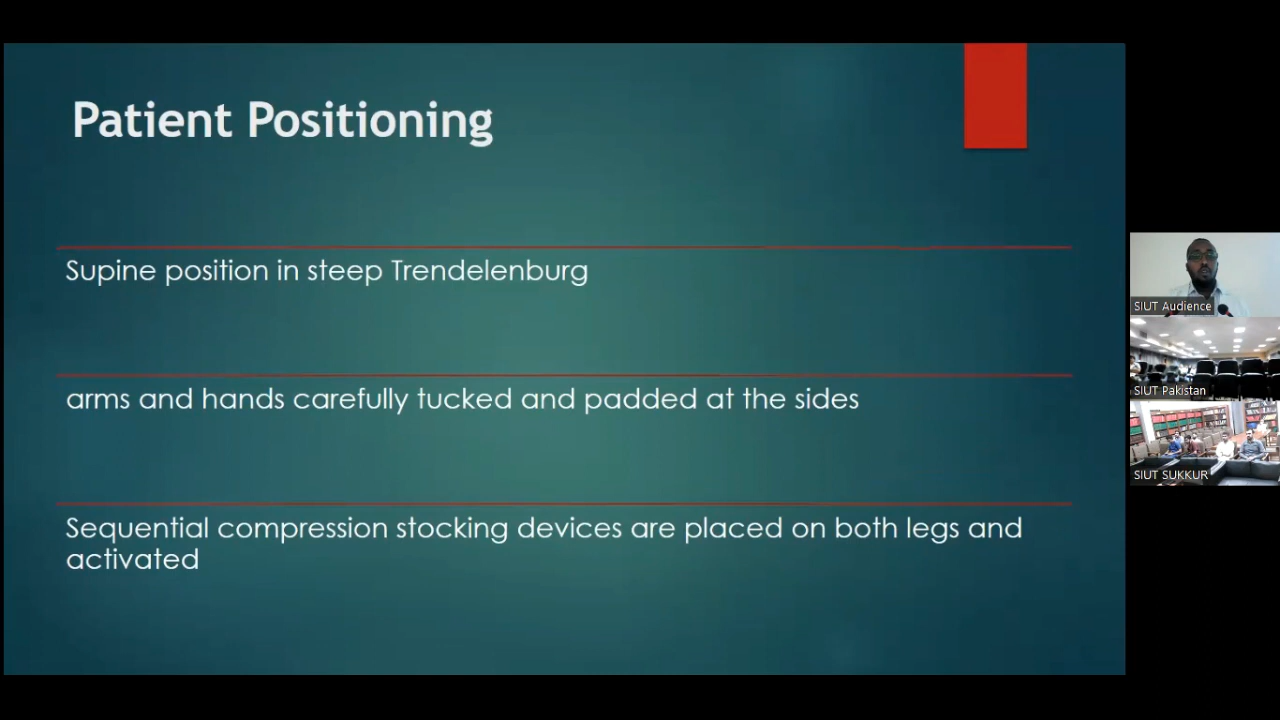 Patient Positioning
Supine position in steep Trendelenburg
arms and hands carefully tucked and padded at the sides
Sequential compression stocking devices are placed on both legs and
activated
SIUT Audience
SIUT Pakistan
SIUT SUKKUR